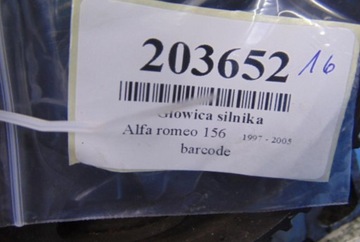 203652 16
Głowica silnika
Alfa romeo 156 1997 - 2005
barcode